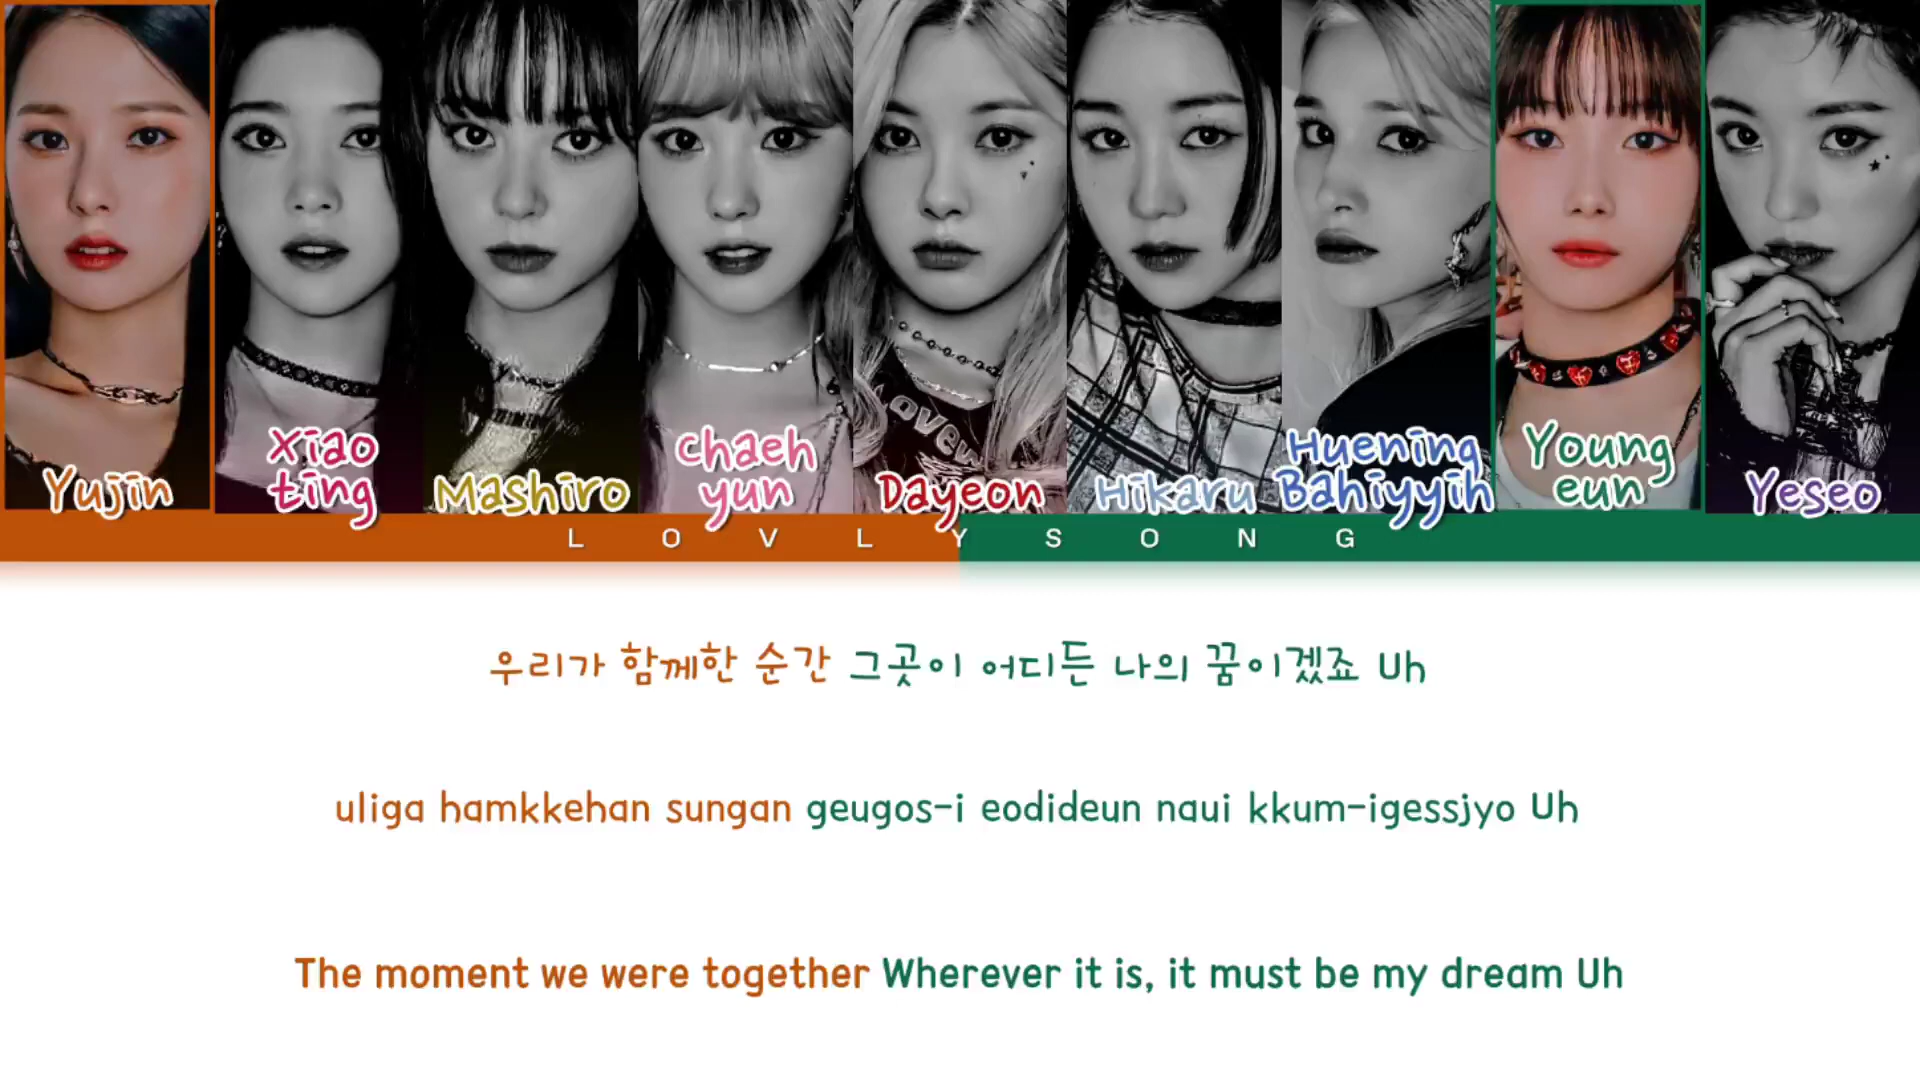 Yujin
Xiao
ting
Mashiro
Chaeh
yun
Dayeon
Hikaru
Huening
Bahiyyih
Young
eun
Yeseo
LOVLYSONG
우리가 함께한 순간 그곳이 어디든 나의 꿈이겠죠 Uh
uliga hamkkehan sungan geugos-i eodideun naui kkum-igessjyo Uh
The moment we were together Wherever it is, it must be my dream Uh